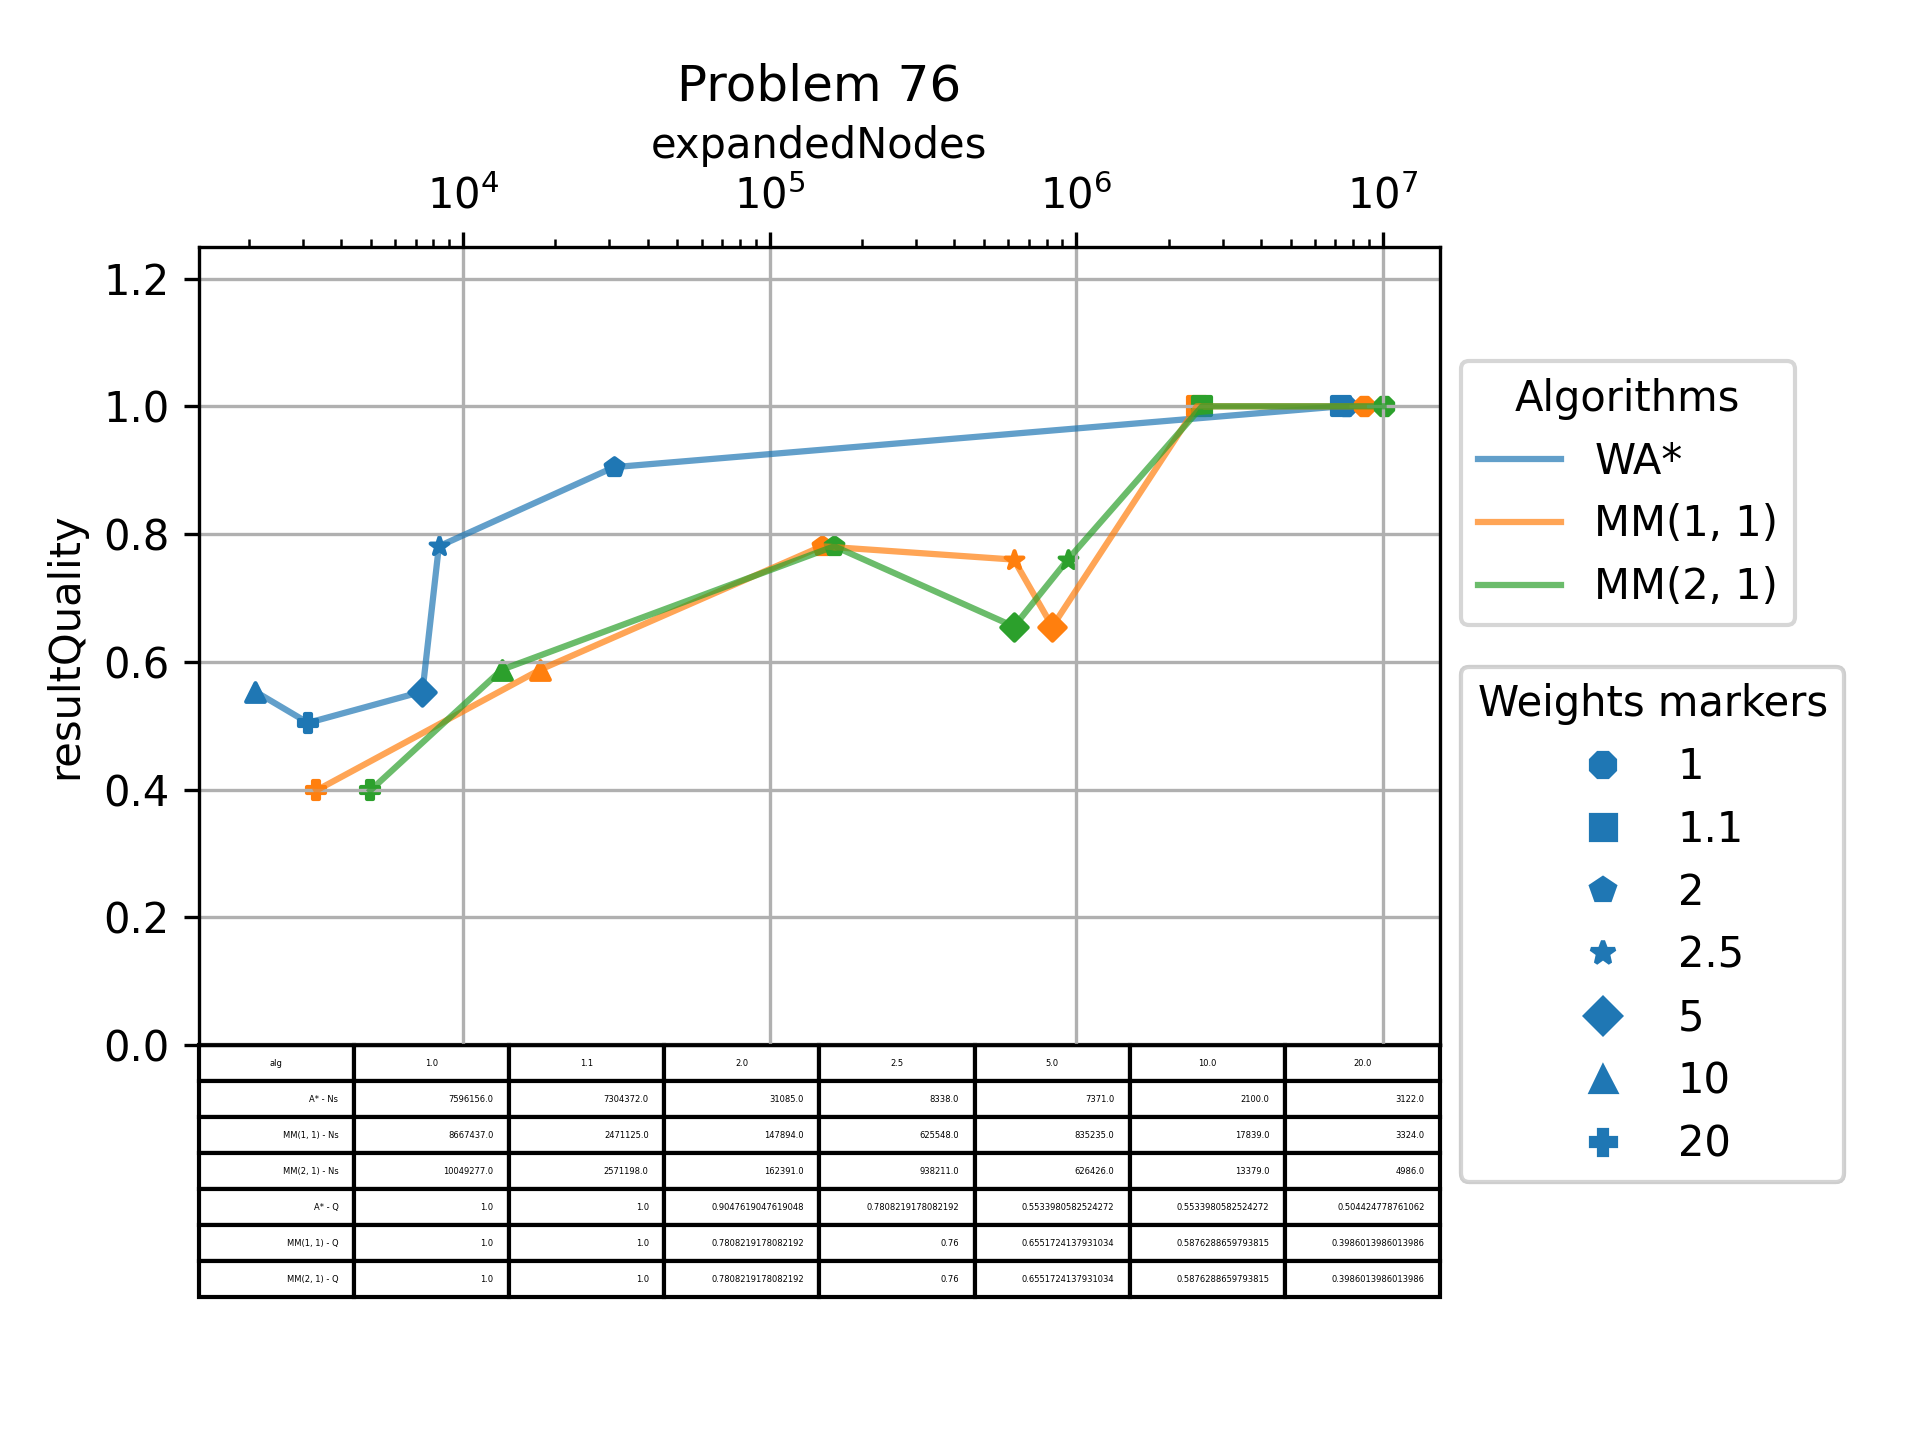 Problem 76
expandedNodes
10^4 10^5 10^6 10^7
resultQuality
1.2
1.0
0.8
0.6
0.4
0.2
0.0
Algorithms
WA*
MM(1, 1)
MM(2, 1)
Weights markers
1
1.1
2
2.5
5
10
20
alg 1.0 1.1 2.0 2.5 5.0 10.0 20.0
A* - Ns 7596156.0 7304372.0 31085.0 8338.0 7371.0 2100.0 3122.0
MM(1, 1) - Ns 8667437.0 2471125.0 147894.0 625548.0 835235.0 17839.0 3324.0
MM(2, 1) - Ns 10049277.0 2571198.0 162391.0 938211.0 626426.0 13379.0 4986.0
A* - Q 1.0 1.0 0.9047619047619048 0.7808219178082192 0.5533980582524272 0.5533980582524272 0.504424778761062
MM(1, 1) - Q 1.0 1.0 0.7808219178082192 0.76 0.6551724137931034 0.5876288659793815 0.3986013986013986
MM(2, 1) - Q 1.0 1.0 0.7808219178082192 0.76 0.6551724137931034 0.5876288659793815 0.3986013986013986